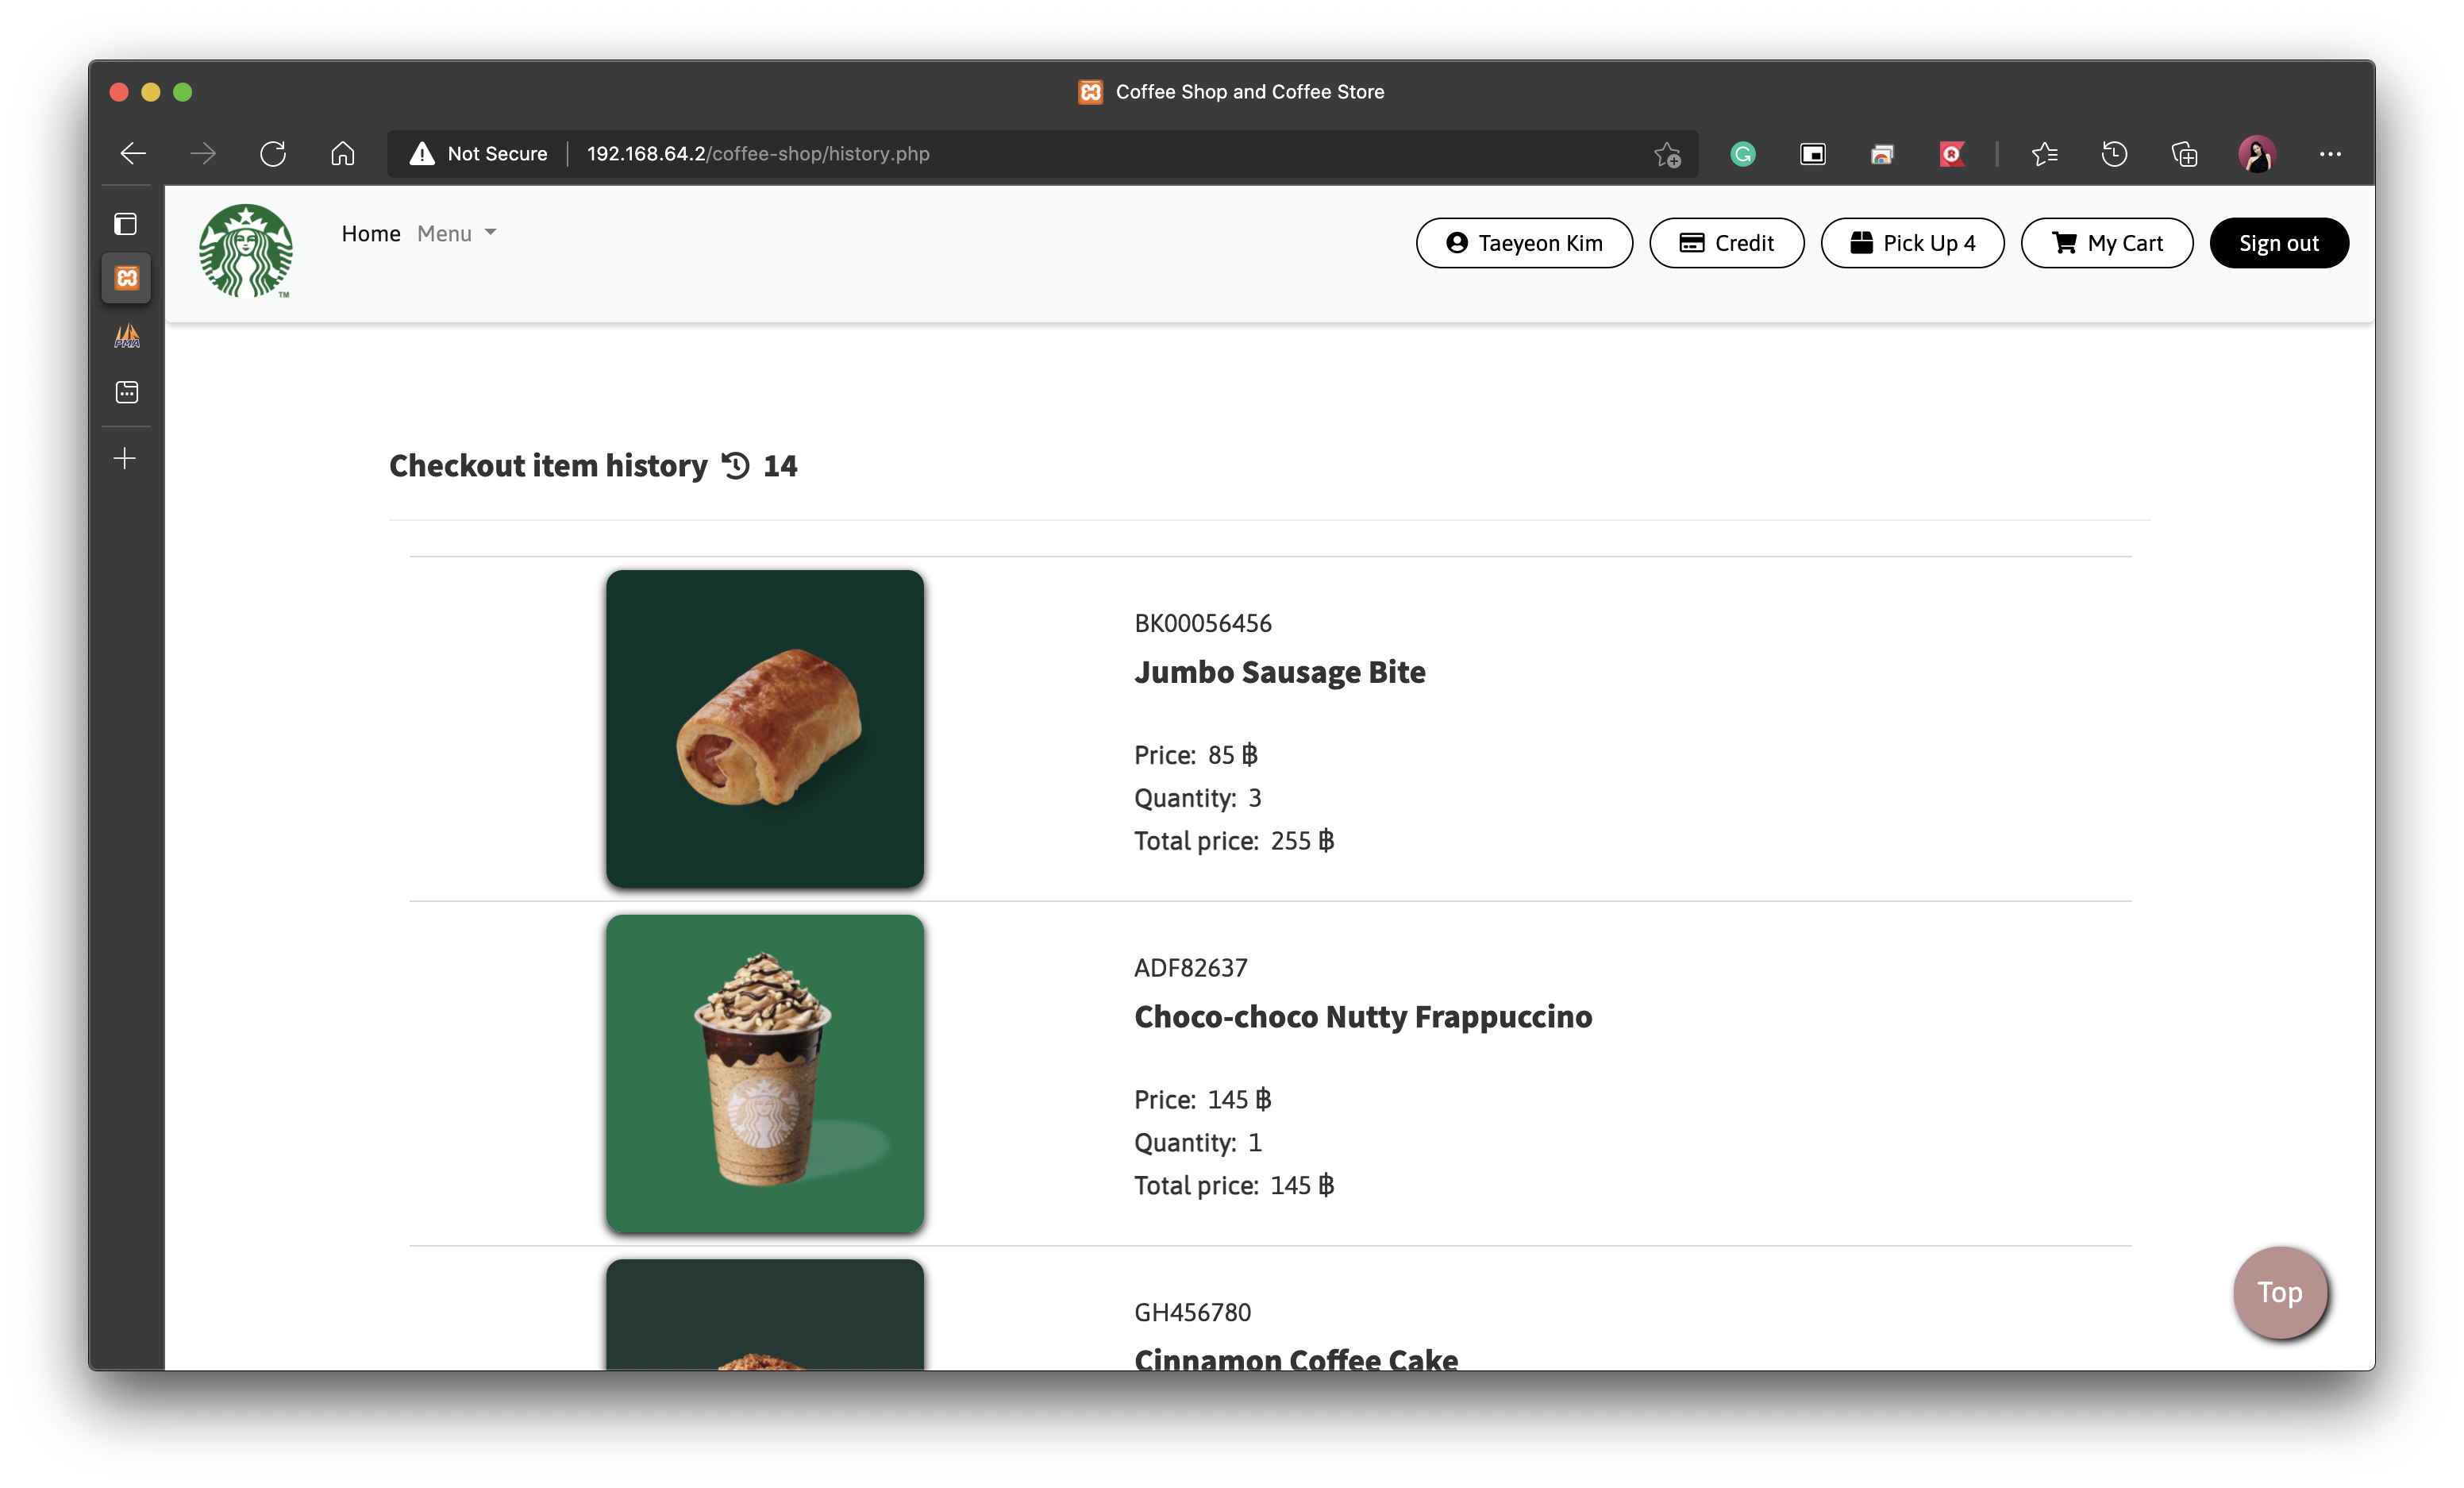 Coffee Shop and Coffee Store
Not Secure 192.168.64.2/coffee-shop/history.php
PMA
TM
Home Menu
Taeyeon Kim Credit Pick Up 4 My Cart Sign out
Checkout item history 14
BK00056456
Jumbo Sausage Bite
Price: 85 ฿
Quantity: 3
Total price: 255 ฿
ADF82637
Choco-choco Nutty Frappuccino
Price: 145 ฿
Quantity: 1
Total price: 145 ฿
GH456780
Cinnamon Coffee Cake
Top